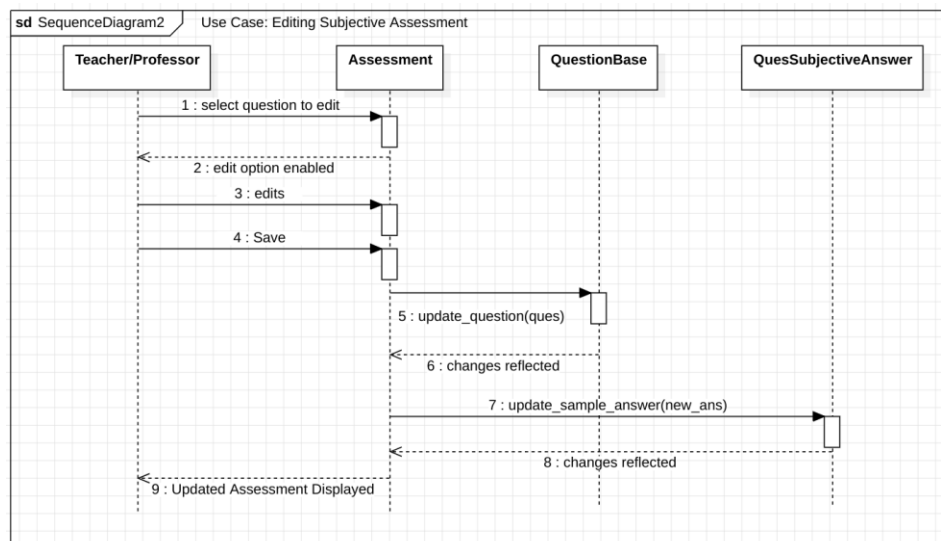 sd SequenceDiagram2
Use Case: Editing Subjective Assessment
Teacher/Professor
Assessment
QuestionBase
QuesSubjectiveAnswer
1 : select question to edit
2 : edit option enabled
3 : edits
4 : Save
5 : update_question(ques)
6 : changes reflected
7 : update_sample_answer(new_ans)
8 : changes reflected
9 : Updated Assessment Displayed